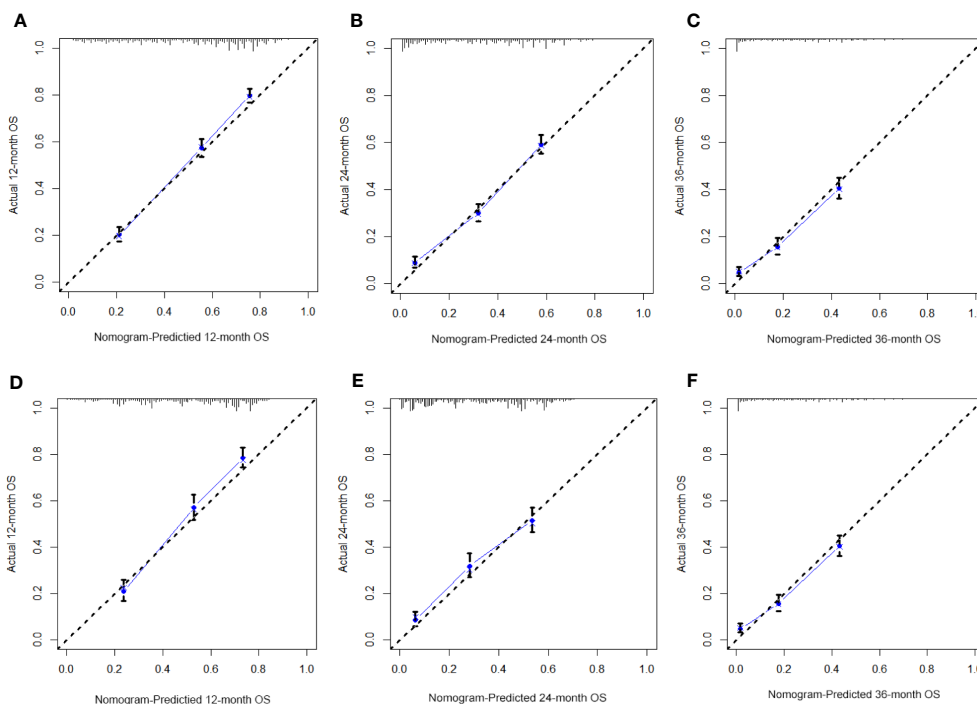 A
B
C
1.0
0.8
0.6
0.4
0.2
0.0
Actual 12-month OS
0.0 0.2 0.4 0.6 0.8 1.0
Nomogram-Predictied 12-month OS
1.0
0.8
0.6
0.4
0.2
0.0
Actual 24-month OS
0.0 0.2 0.4 0.6 0.8 1.0
Nomogram-Predicted 24-month OS
1.0
0.8
0.6
0.4
0.2
0.0
Actual 36-month OS
0.0 0.2 0.4 0.6 0.8 1.0
Nomogram-Predicted 36-month OS
D
E
F
1.0
0.8
0.6
0.4
0.2
0.0
Actual 12-month OS
0.0 0.2 0.4 0.6 0.8 1.0
Nomogram-Predictied 12-month OS
1.0
0.8
0.6
0.4
0.2
0.0
Actual 24-month OS
0.0 0.2 0.4 0.6 0.8 1.0
Nomogram-Predicted 24-month OS
1.0
0.8
0.6
0.4
0.2
0.0
Actual 36-month OS
0.0 0.2 0.4 0.6 0.8 1.0
Nomogram-Predicted 36-month OS